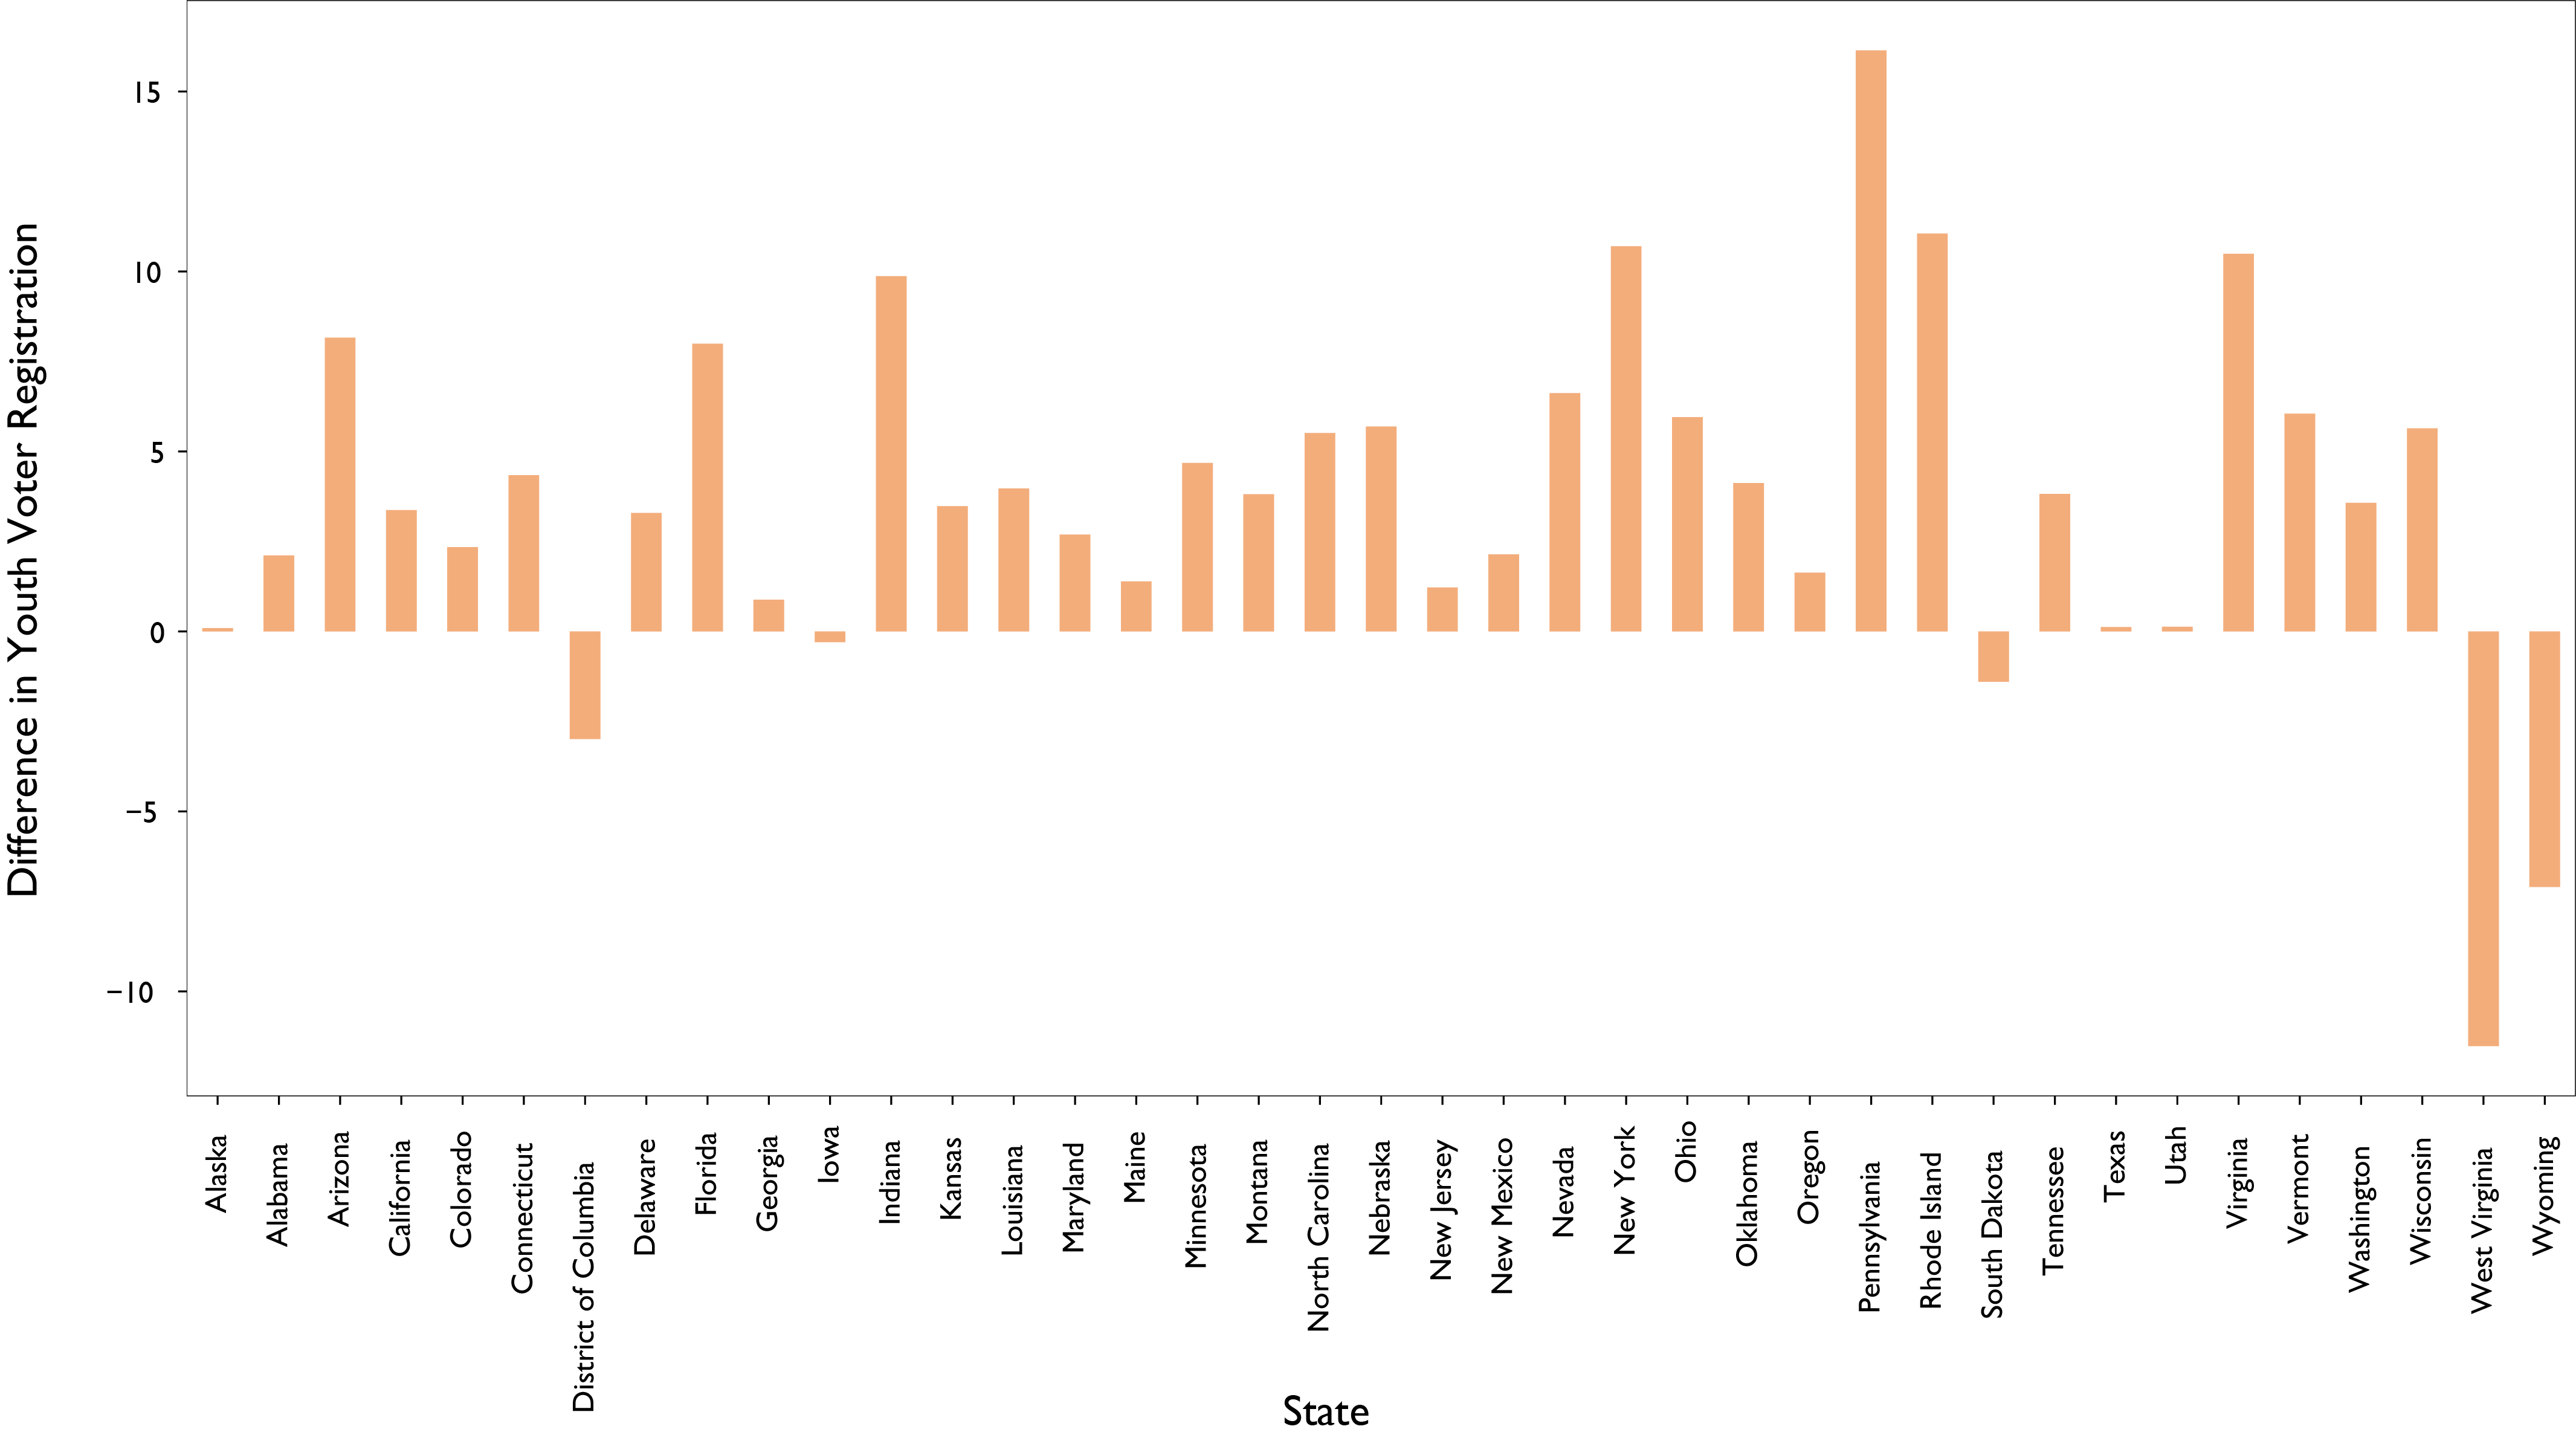 Difference in Youth Voter Registration
15
10
5
0
−5
−10
Alaska
Alabama
Arizona
California
Colorado
Connecticut
District of Columbia
Delaware
Florida
Georgia
Iowa
Indiana
Kansas
Louisiana
Maryland
Maine
Minnesota
Montana
North Carolina
Nebraska
New Jersey
New Mexico
Nevada
New York
Ohio
Oklahoma
Oregon
Pennsylvania
Rhode Island
South Dakota
Tennessee
Texas
Utah
Virginia
Vermont
Washington
Wisconsin
West Virginia
Wyoming
State